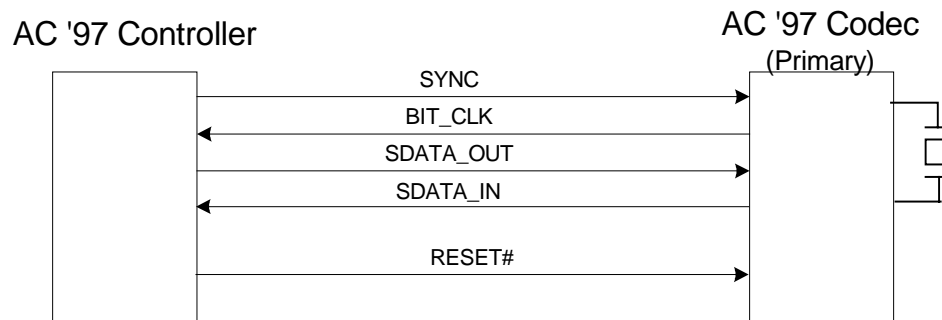 AC '97 Controller
AC '97 Codec
(Primary)
SYNC
BIT_CLK
SDATA_OUT
SDATA_IN
RESET#